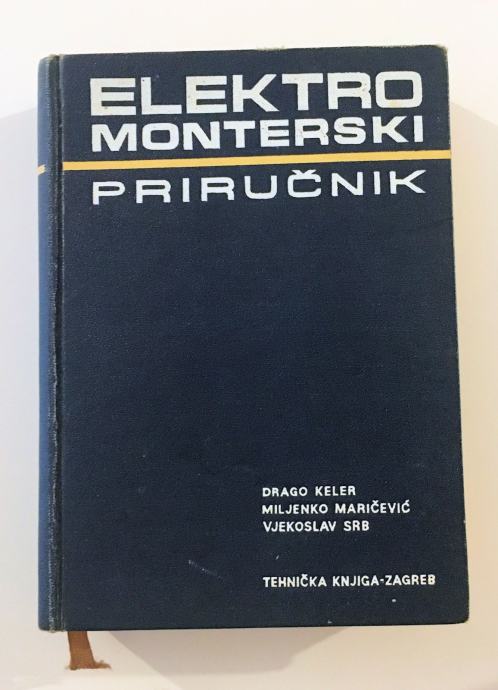 ELEKTRO
MONTERSKI
PRIRUČNIK
DRAGO KELER
MILJENKO MARIČEVIĆ
VJEKOSLAV SRB
TEHNIČKA KNJIGA-ZAGREB